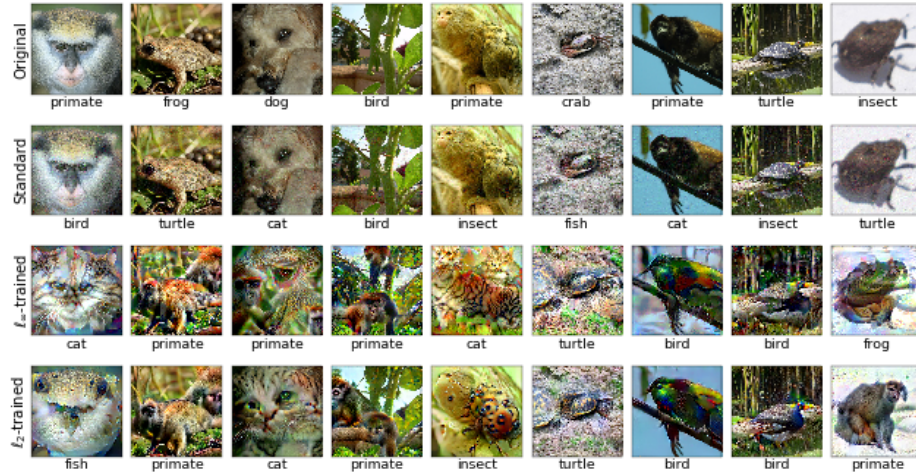 Original
primate frog dog bird primate crab primate turtle insect
Standard
bird turtle cat bird insect fish cat insect turtle
ℓ∞-trained
cat primate primate primate cat turtle bird bird frog
ℓ₂-trained
fish primate cat primate insect turtle bird bird primate